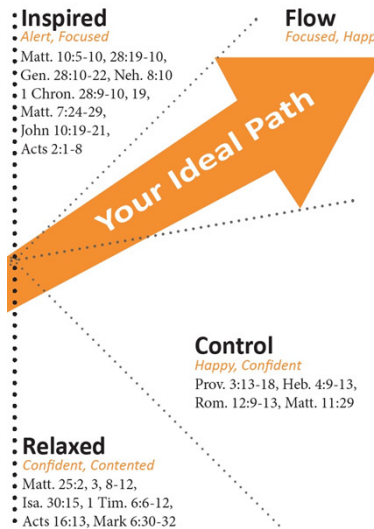 Inspired
Alert, Focused
Matt. 10:5-10, 28:19-10,
Gen. 28:10-22, Neh. 8:10
1 Chron. 28:9-10, 19,
Matt. 7:24-29,
John 10:19-21,
Acts 2:1-8
Flow
Focused, Happ
Your Ideal Path
Control
Happy, Confident
Prov. 3:13-18, Heb. 4:9-13,
Rom. 12:9-13, Matt. 11:29
Relaxed
Confident, Contented
Matt. 25:2, 3, 8-12,
Isa. 30:15, 1 Tim. 6:6-12,
Acts 16:13, Mark 6:30-32